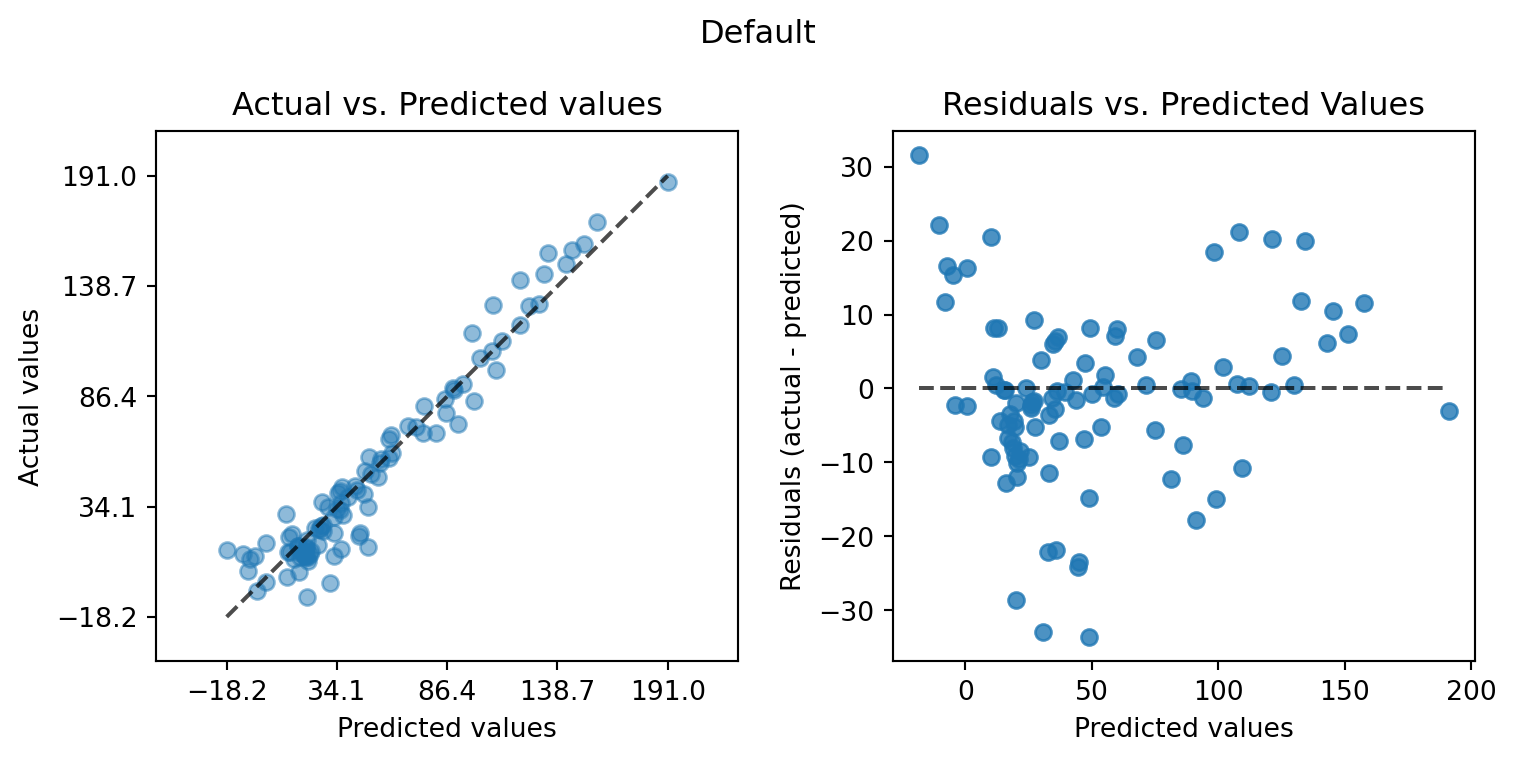 Default
Actual vs. Predicted values
191.0
138.7
86.4
34.1
−18.2
Actual values
−18.2 34.1 86.4 138.7 191.0
Predicted values
Residuals vs. Predicted Values
30
20
10
0
−10
−20
−30
Residuals (actual - predicted)
0 50 100 150 200
Predicted values